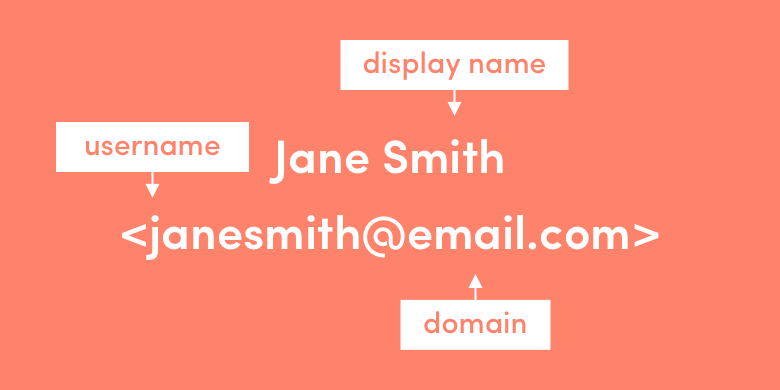 display name
username
Jane Smith
<janesmith@email.com>
domain